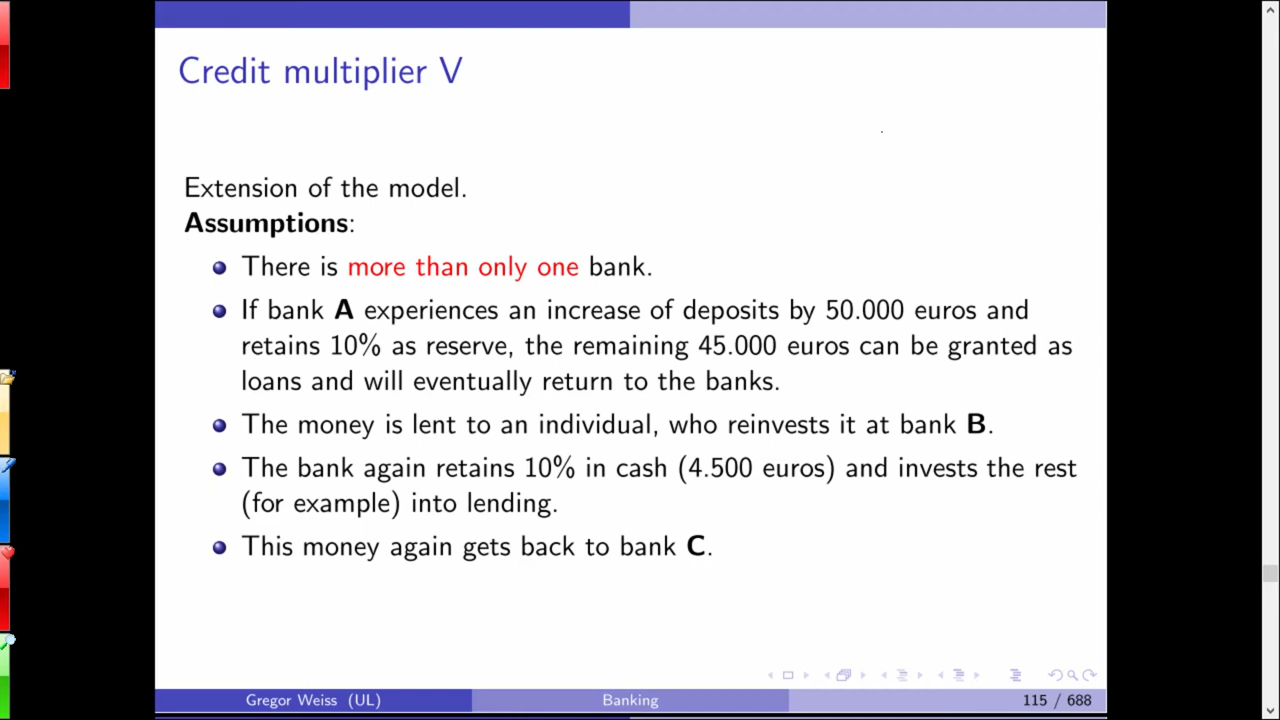 Credit multiplier V
Extension of the model.
Assumptions:
There is more than only one bank.
If bank A experiences an increase of deposits by 50.000 euros and
retains 10% as reserve, the remaining 45.000 euros can be granted as
loans and will eventually return to the banks.
The money is lent to an individual, who reinvests it at bank B.
The bank again retains 10% in cash (4.500 euros) and invests the rest
(for example) into lending.
This money again gets back to bank C.
Gregor Weiss (UL) Banking 115 / 688